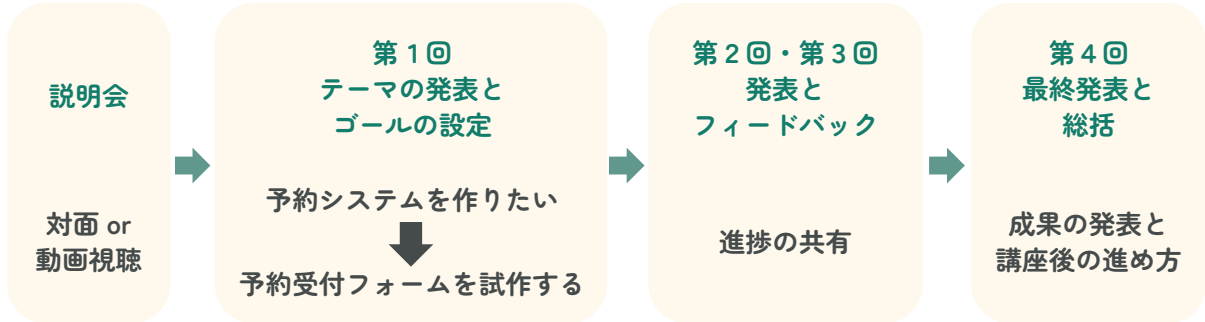 説明会
対面 or
動画視聴
第１回
テーマの発表と
ゴールの設定
予約システムを作りたい
予約受付フォームを試作する
第２回・第３回
発表と
フィードバック
進捗の共有
第４回
最終発表と
総括
成果の発表と
講座後の進め方